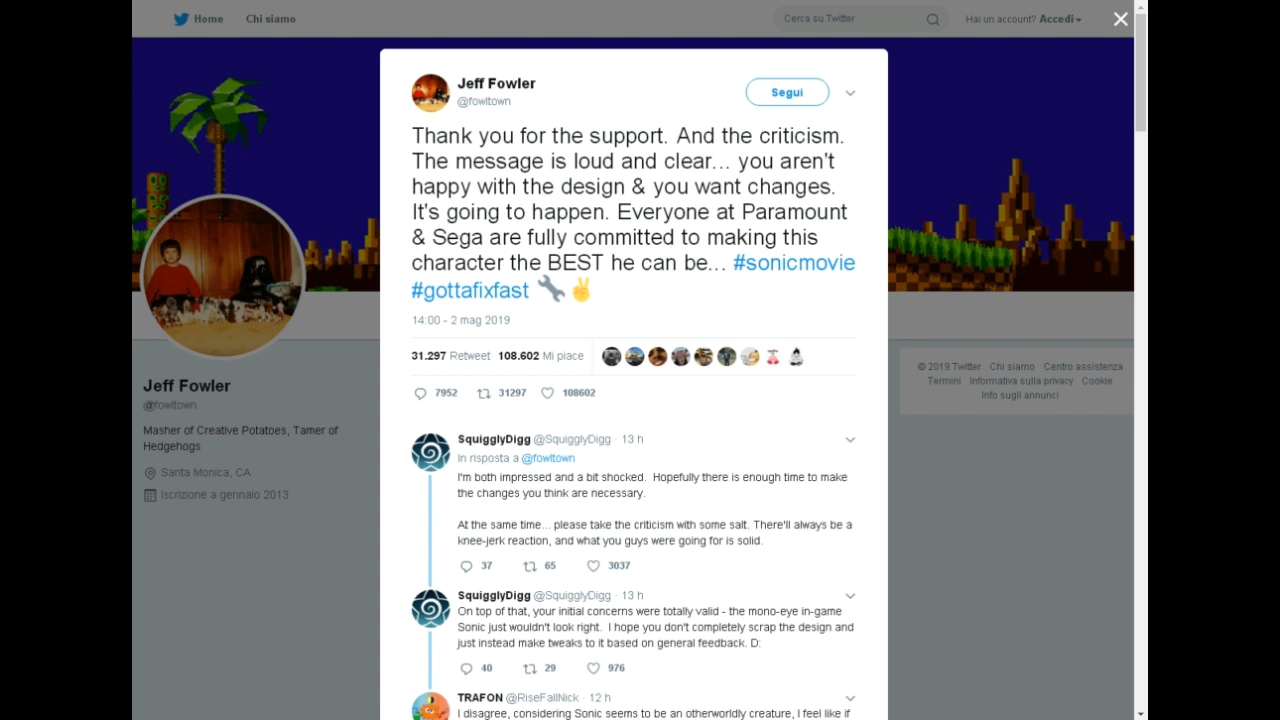 Home Chi siamo Cerca su Twitter Hai un account? Accedi
Jeff Fowler
@fowltown
Segui
Thank you for the support. And the criticism.
The message is loud and clear... you aren't
happy with the design & you want changes.
It's going to happen. Everyone at Paramount
& Sega are fully committed to making this
character the BEST he can be... #sonicmovie
#gottafixfast 🔧✌
14:00 - 2 mag 2019
31.297 Retweet 108.602 Mi piace
7952 31297 108602
Jeff Fowler
@fowltown
Masher of Creative Potatoes, Tamer of
Hedgehogs
Santa Monica, CA
Iscrizione a gennaio 2013
© 2019 Twitter Chi siamo Centro assistenza
Termini Informativa sulla privacy Cookie
Info sugli annunci
SquigglyDigg @SquigglyDigg · 13 h
In risposta a @fowltown
I'm both impressed and a bit shocked. Hopefully there is enough time to make
the changes you think are necessary.
At the same time... please take the criticism with some salt. There'll always be a
knee-jerk reaction, and what you guys were going for is solid.
37 65 3037
SquigglyDigg @SquigglyDigg · 13 h
On top of that, your initial concerns were totally valid - the mono-eye in-game
Sonic just wouldn't look right. I hope you don't completely scrap the design and
just instead make tweaks to it based on general feedback. D:
40 29 976
TRAFON @RiseFallNick · 12 h
I disagree, considering Sonic seems to be an otherworldly creature, I feel like if